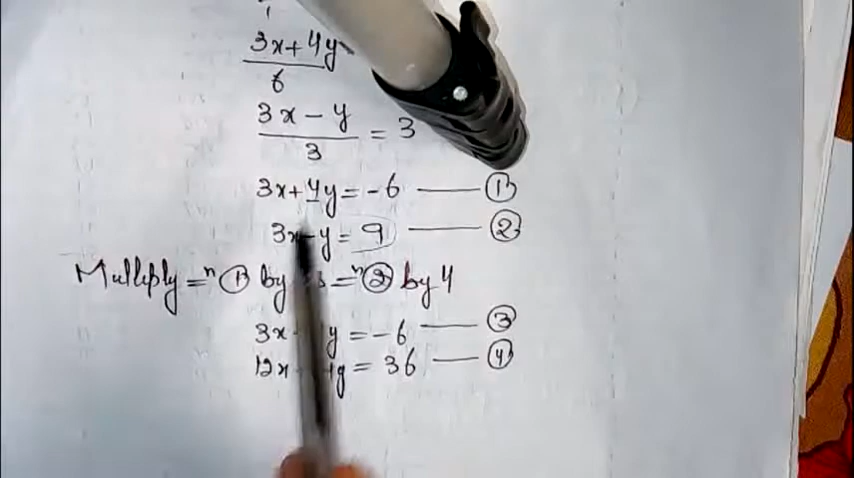 3x+4y
6
3x-y
3 = 3
3x+4y=-6 ① 
3x-y=9 ②
Multiply =ⁿ ① by =ⁿ ② by 4
3x y=-6 ③
12x 4y=36 ④